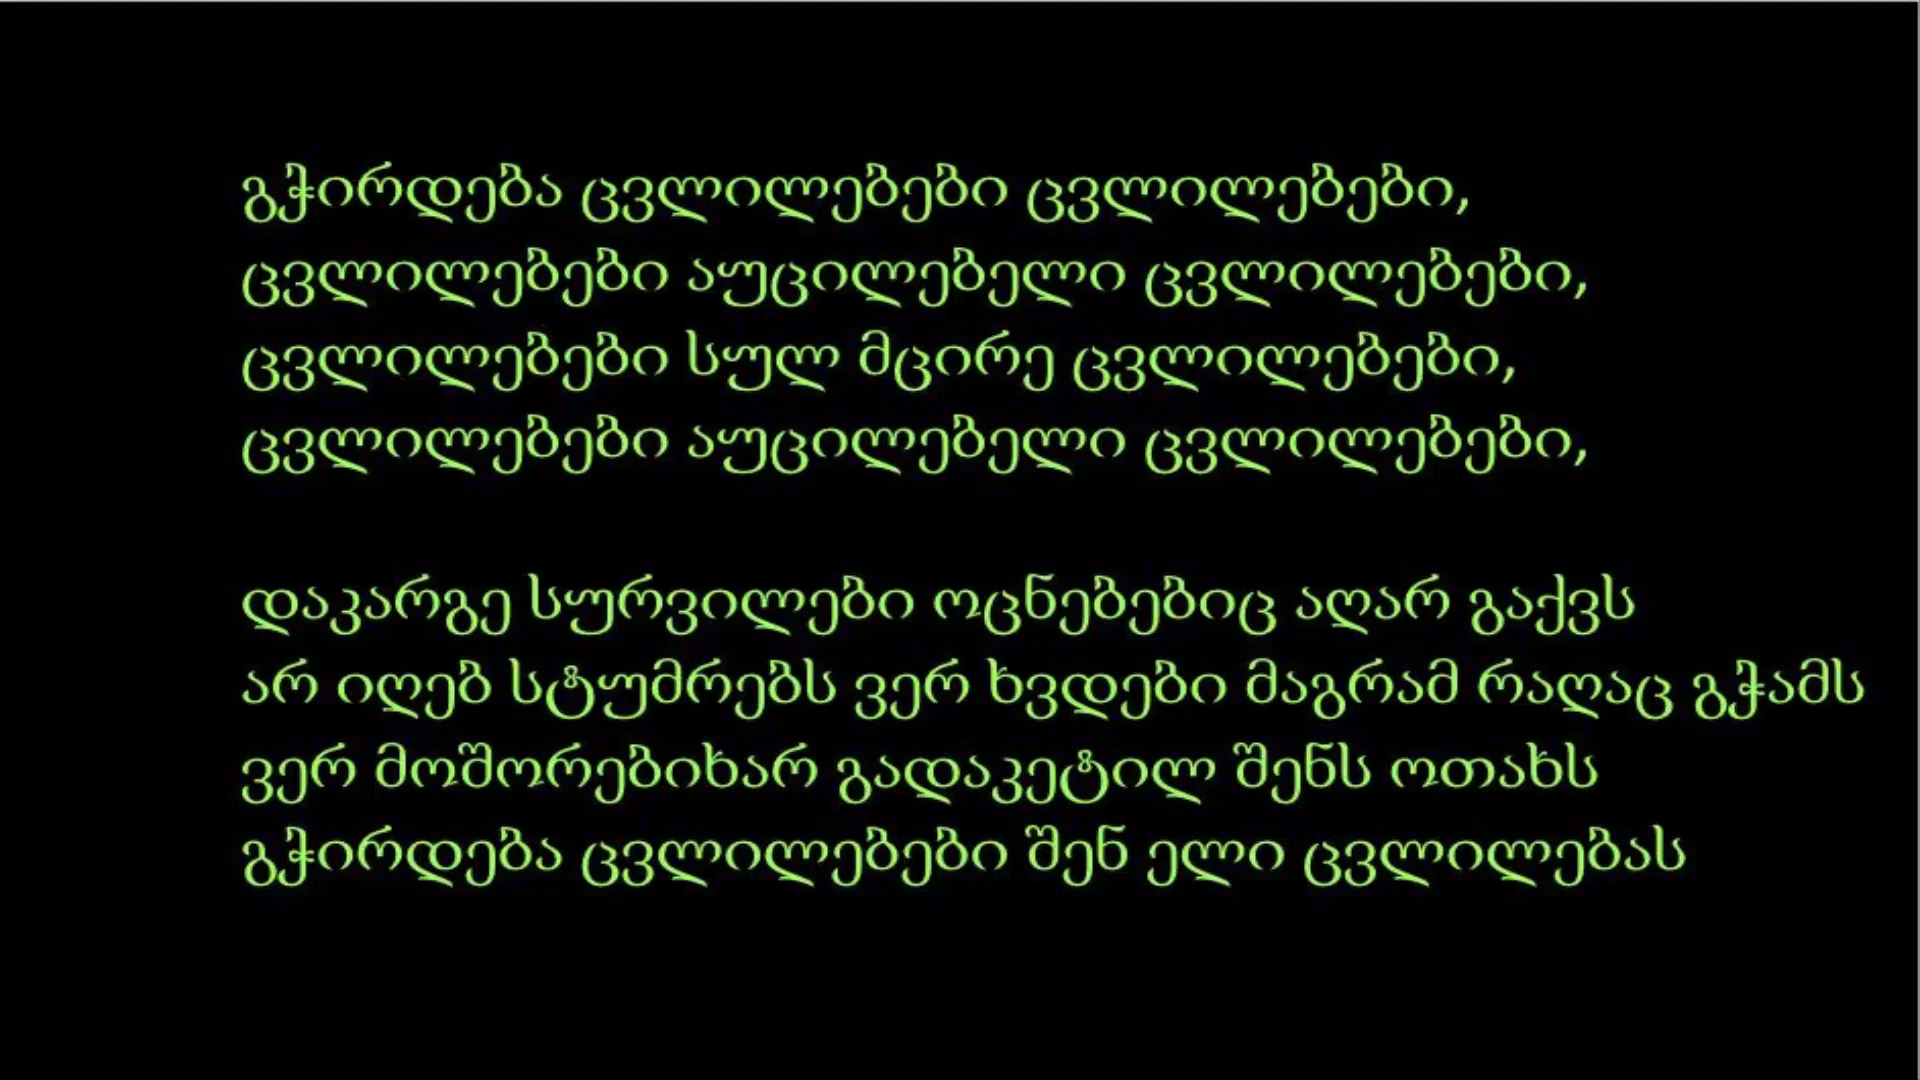 გჭირდება ცვლილებები ცვლილებები,
ცვლილებები აუცილებელი ცვლილებები,
ცვლილებები სულ მცირე ცვლილებები,
ცვლილებები აუცილებელი ცვლილებები,
დაკარგე სურვილები ოცნებებიც აღარ გაქვს
არ იღებ სტუმრებს ვერ ხვდები მაგრამ რაღაც გჭამს
ვერ მოშორებიხარ გადაკეტილ შენს ოთახს
გჭირდება ცვლილებები შენ ელი ცვლილებას